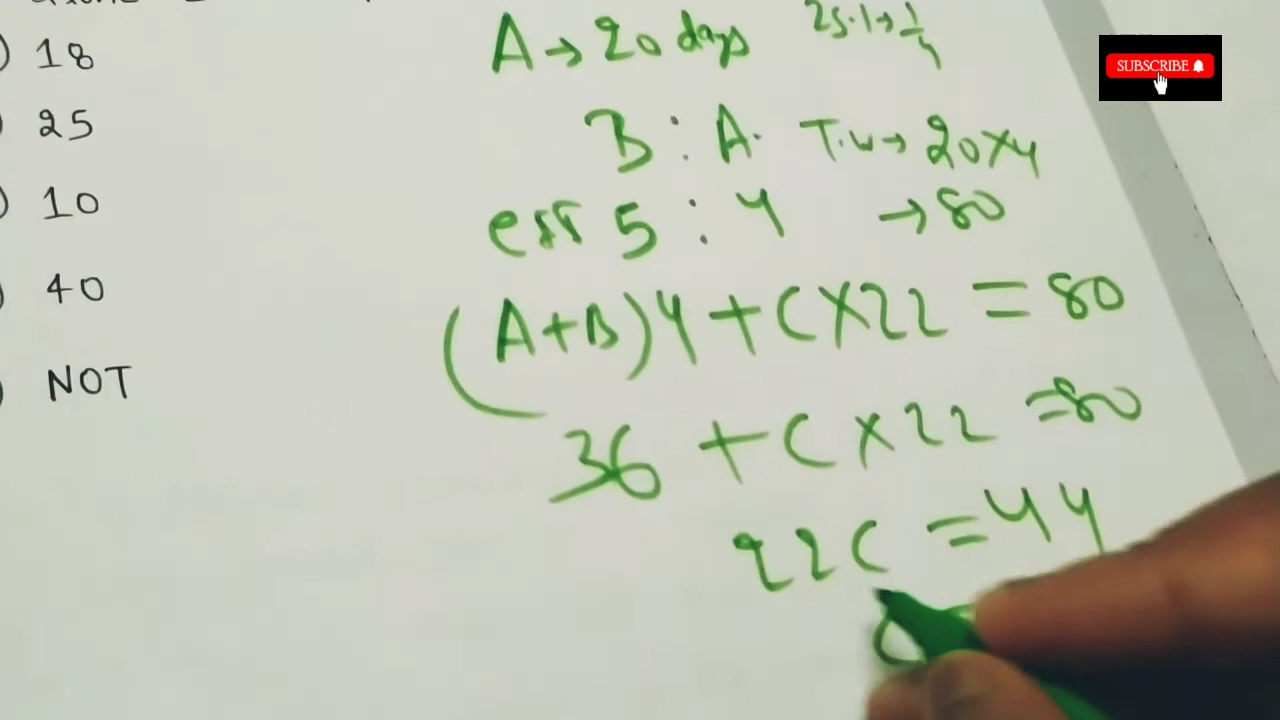 18
25
10
40
NOT
A → 20 days 25.1 → 1/4
SUBSCRIBE
B : A. T.W → 20×4
eff 5 : 4 → 80
(A+B)4 + C×22 = 80
36 + C×22 = 80
22C = 44